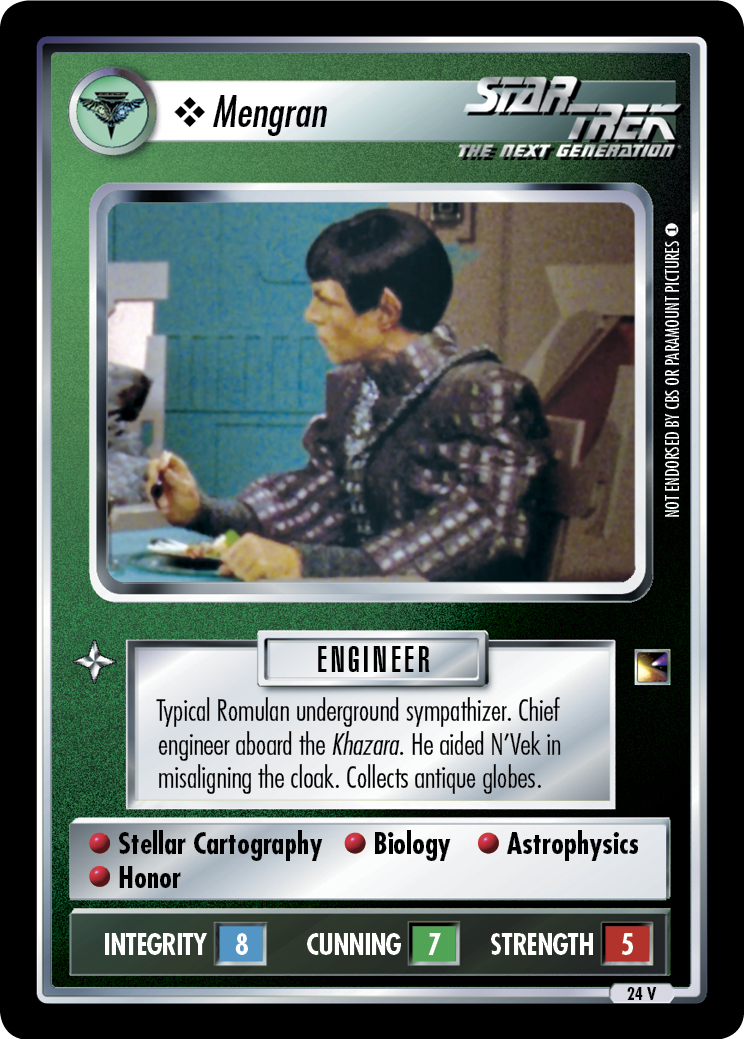 ❖ Mengran
STAR TREK
THE NEXT GENERATION
NOT ENDORSED BY CBS OR PARAMOUNT PICTURES 1
ENGINEER
Typical Romulan underground sympathizer. Chief
engineer aboard the Khazara. He aided N'Vek in
misaligning the cloak. Collects antique globes.
Stellar Cartography Biology Astrophysics
Honor
INTEGRITY 8 CUNNING 7 STRENGTH 5
24 V